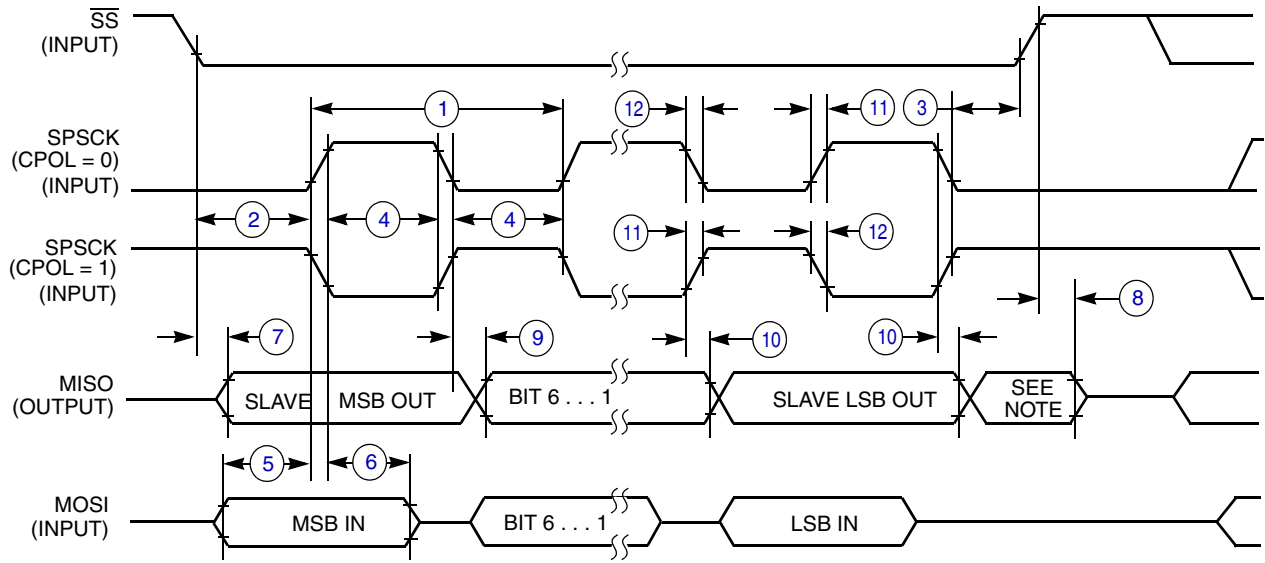 SS
(INPUT)
1
12
11
3
SPSCK
(CPOL = 0)
(INPUT)
2
4
4
SPSCK
(CPOL = 1)
(INPUT)
11
12
8
7
9
10
10
MISO
(OUTPUT)
SLAVE
MSB OUT
BIT 6 . . . 1
SLAVE LSB OUT
SEE
NOTE
5
6
MOSI
(INPUT)
MSB IN
BIT 6 . . . 1
LSB IN